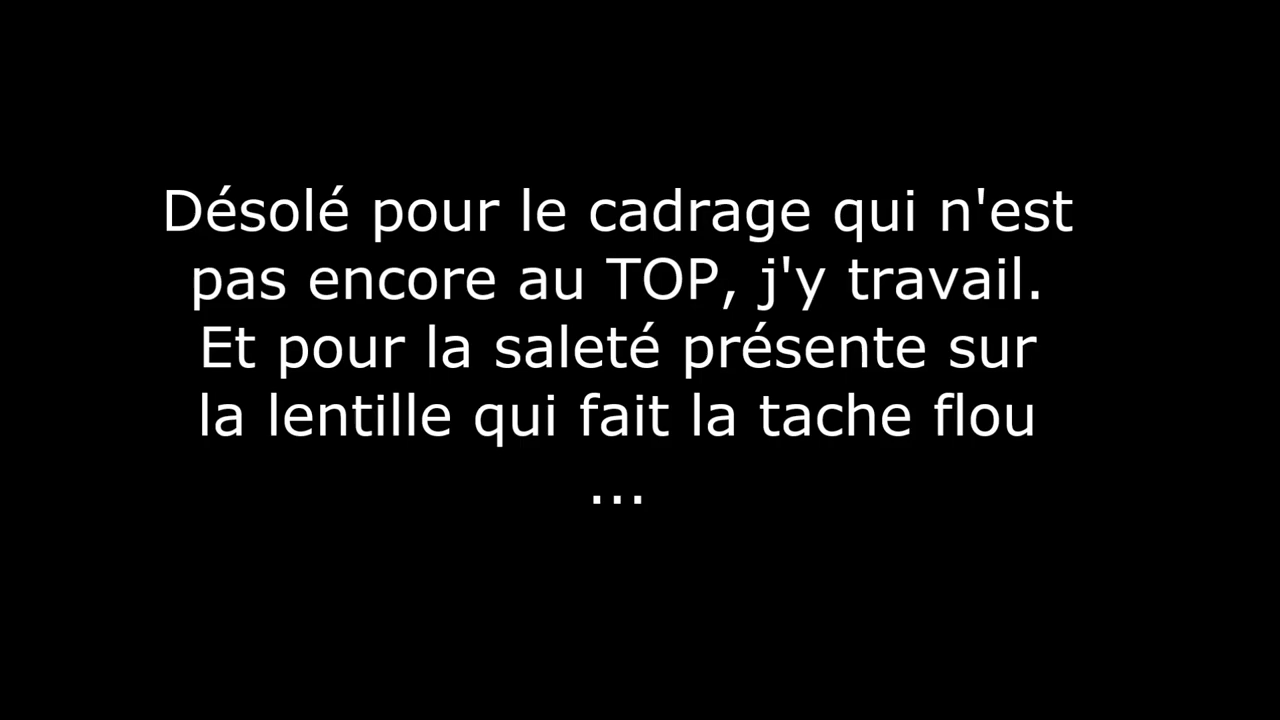 Désolé pour le cadrage qui n'est
pas encore au TOP, j'y travail.
Et pour la saleté présente sur
la lentille qui fait la tache flou
...